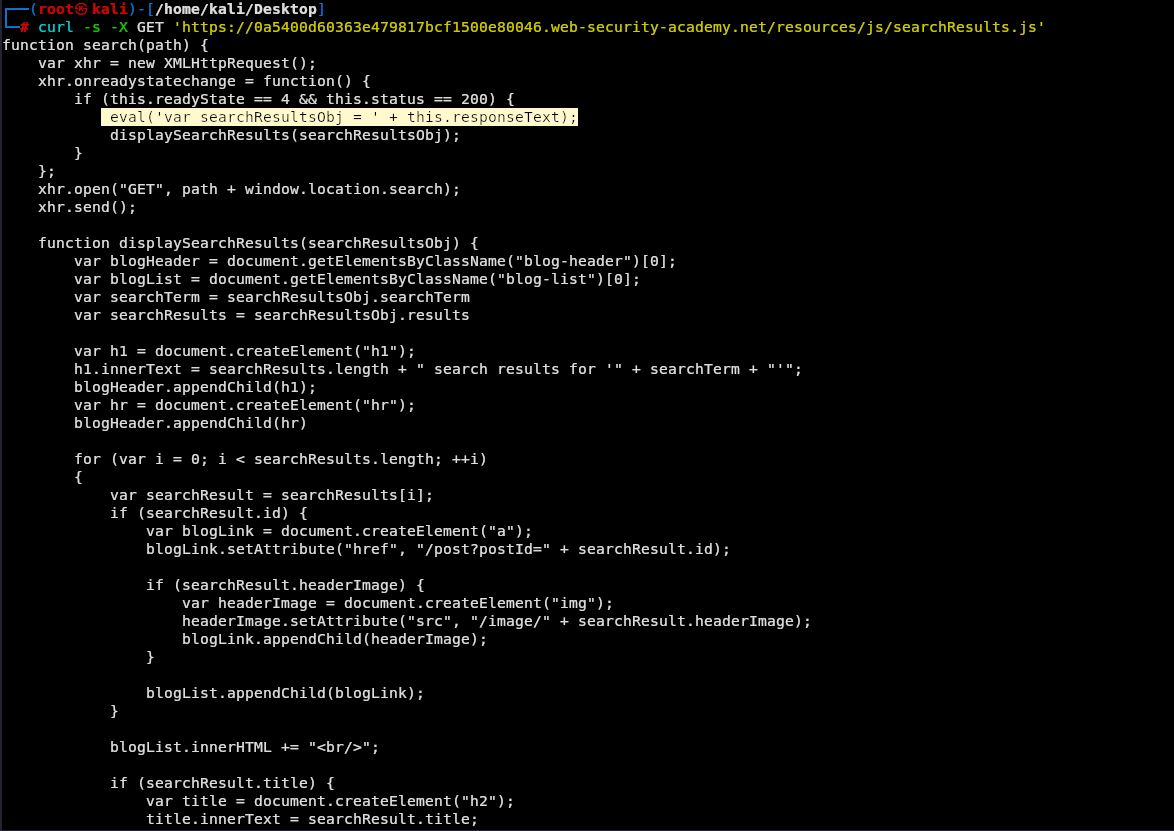 ┌──(root㉿kali)-[/home/kali/Desktop]
└─# curl -s -X GET 'https://0a5400d60363e479817bcf1500e80046.web-security-academy.net/resources/js/searchResults.js'
function search(path) {
    var xhr = new XMLHttpRequest();
    xhr.onreadystatechange = function() {
        if (this.readyState == 4 && this.status == 200) {
            eval('var searchResultsObj = ' + this.responseText);
            displaySearchResults(searchResultsObj);
        }
    };
    xhr.open("GET", path + window.location.search);
    xhr.send();

    function displaySearchResults(searchResultsObj) {
        var blogHeader = document.getElementsByClassName("blog-header")[0];
        var blogList = document.getElementsByClassName("blog-list")[0];
        var searchTerm = searchResultsObj.searchTerm
        var searchResults = searchResultsObj.results

        var h1 = document.createElement("h1");
        h1.innerText = searchResults.length + " search results for '" + searchTerm + "'";
        blogHeader.appendChild(h1);
        var hr = document.createElement("hr");
        blogHeader.appendChild(hr)

        for (var i = 0; i < searchResults.length; ++i)
        {
            var searchResult = searchResults[i];
            if (searchResult.id) {
                var blogLink = document.createElement("a");
                blogLink.setAttribute("href", "/post?postId=" + searchResult.id);

                if (searchResult.headerImage) {
                    var headerImage = document.createElement("img");
                    headerImage.setAttribute("src", "/image/" + searchResult.headerImage);
                    blogLink.appendChild(headerImage);
                }

                blogList.appendChild(blogLink);
            }

            blogList.innerHTML += "<br/>";

            if (searchResult.title) {
                var title = document.createElement("h2");
                title.innerText = searchResult.title;